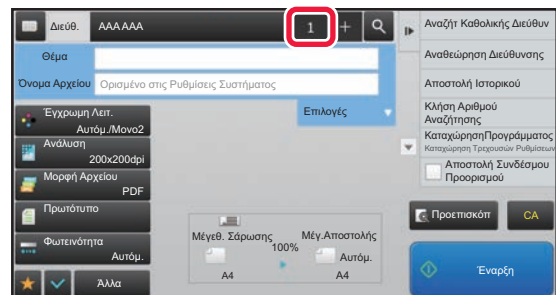 Διεύθ. AAA AAA 1 +
Θέμα
Όνομα Αρχείου Ορισμένο στις Ρυθμίσεις Συστήματος
Επιλογές
Έγχρωμη Λειτ.
Αυτόμ./Mονο2
Ανάλυση
200x200dpi
Μορφή Αρχείου
PDF
Πρωτότυπο
Φωτεινότητα
Αυτόμ.
Άλλα
Μέγεθ. Σάρωσης
A4
100%
Μέγ.Αποστολής
Αυτόμ.
A4
Αναζήτ Καθολικής Διεύθυν
Αναθεώρηση Διεύθυνσης
Αποστολή Ιστορικού
Κλήση Αριθμού
Αναζήτησης
ΚαταχώρησηΠρογράμματος
Καταχώρηση Τρεχουσών Ρυθμίσεων
Αποστολή Συνδέσμου
Προορισμού
Προεπισκόπ
CA
Έναρξη